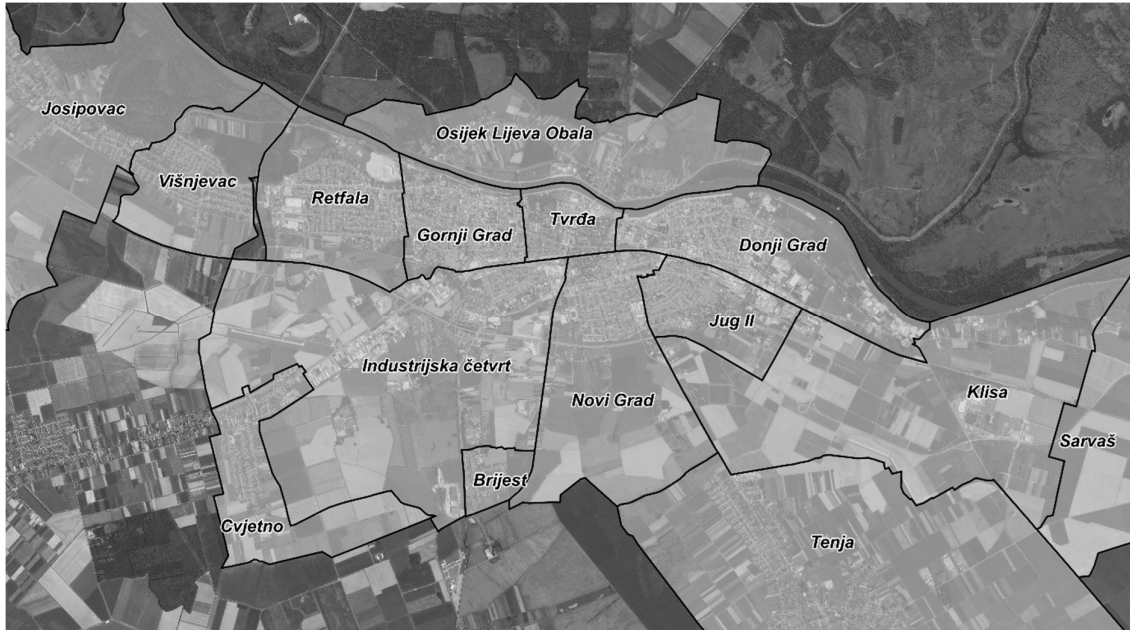 Josipovac
Osijek Lijeva Obala
Višnjevac
Retfala
Tvrđa
Gornji Grad
Donji Grad
Jug II
Industrijska četvrt
Klisa
Novi Grad
Sarvaš
Brijest
Cvjetno
Tenja